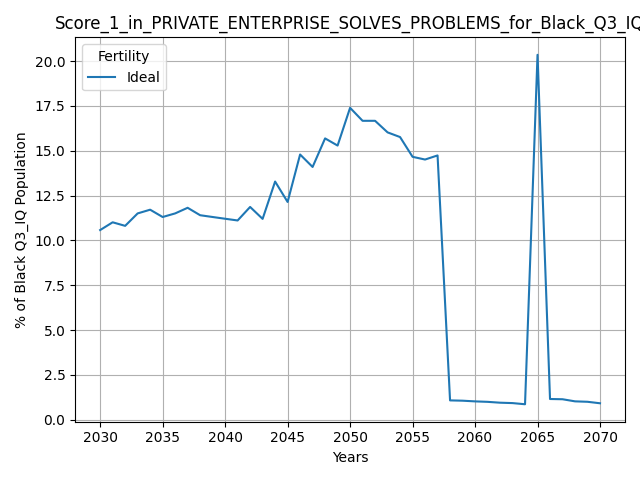 Score_1_in_PRIVATE_ENTERPRISE_SOLVES_PROBLEMS_for_Black_Q3_IQ
Fertility
Ideal
% of Black Q3_IQ Population
20.0
17.5
15.0
12.5
10.0
7.5
5.0
2.5
0.0
2030 2035 2040 2045 2050 2055 2060 2065 2070
Years